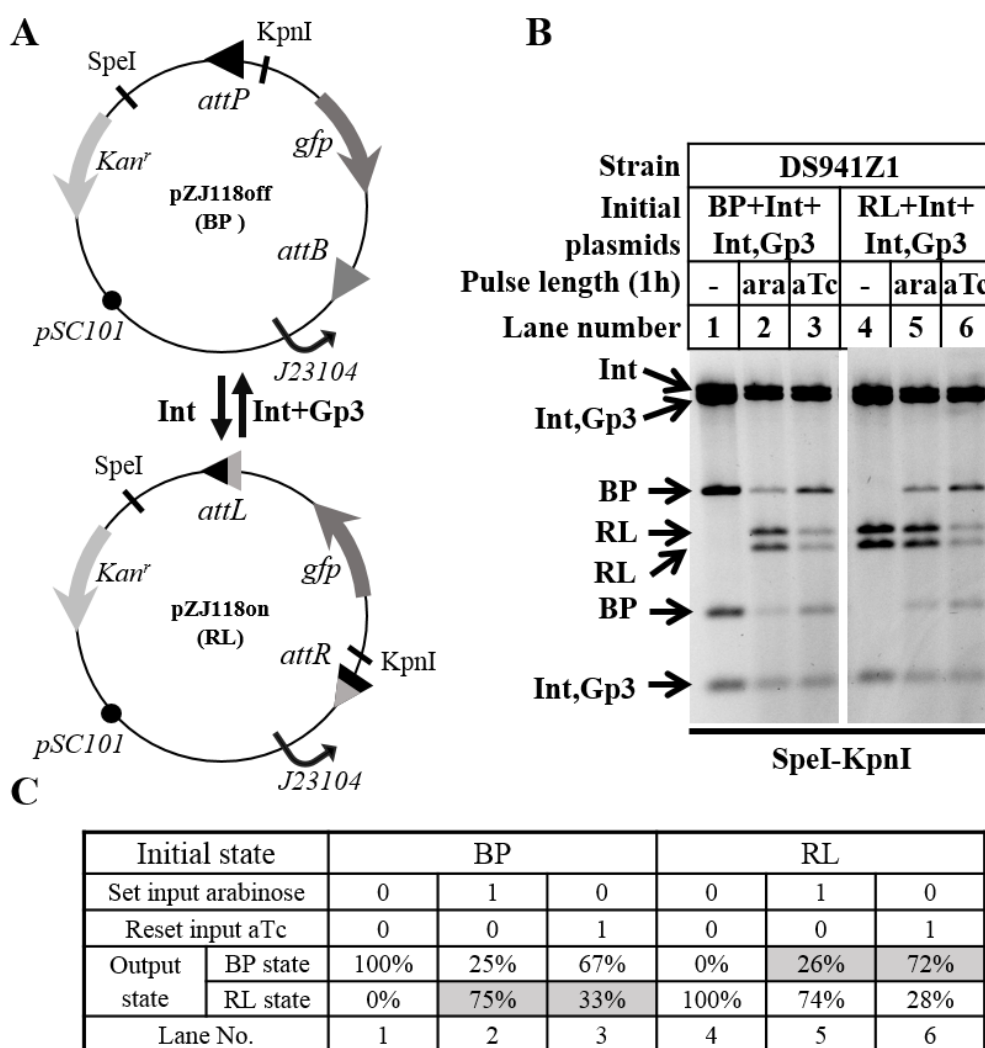 A
KpnI
SpeI
attP
gfp
Kanʳ
pZJ118off
(BP )
attB
pSC101
J23104
Int
Int+Gp3
SpeI
attL
gfp
Kanʳ
pZJ118on
(RL)
attR
KpnI
pSC101
J23104
B
Strain DS941Z1
Initial plasmids BP+Int+ Int,Gp3 RL+Int+ Int,Gp3
Pulse length (1h) - ara aTc - ara aTc
Lane number 1 2 3 4 5 6
Int
Int,Gp3
BP
RL
RL
BP
Int,Gp3
SpeI-KpnI
C
Initial state BP RL
Set input arabinose 0 1 0 0 1 0
Reset input aTc 0 0 1 0 0 1
Output state BP state 100% 25% 67% 0% 26% 72%
RL state 0% 75% 33% 100% 74% 28%
Lane No. 1 2 3 4 5 6